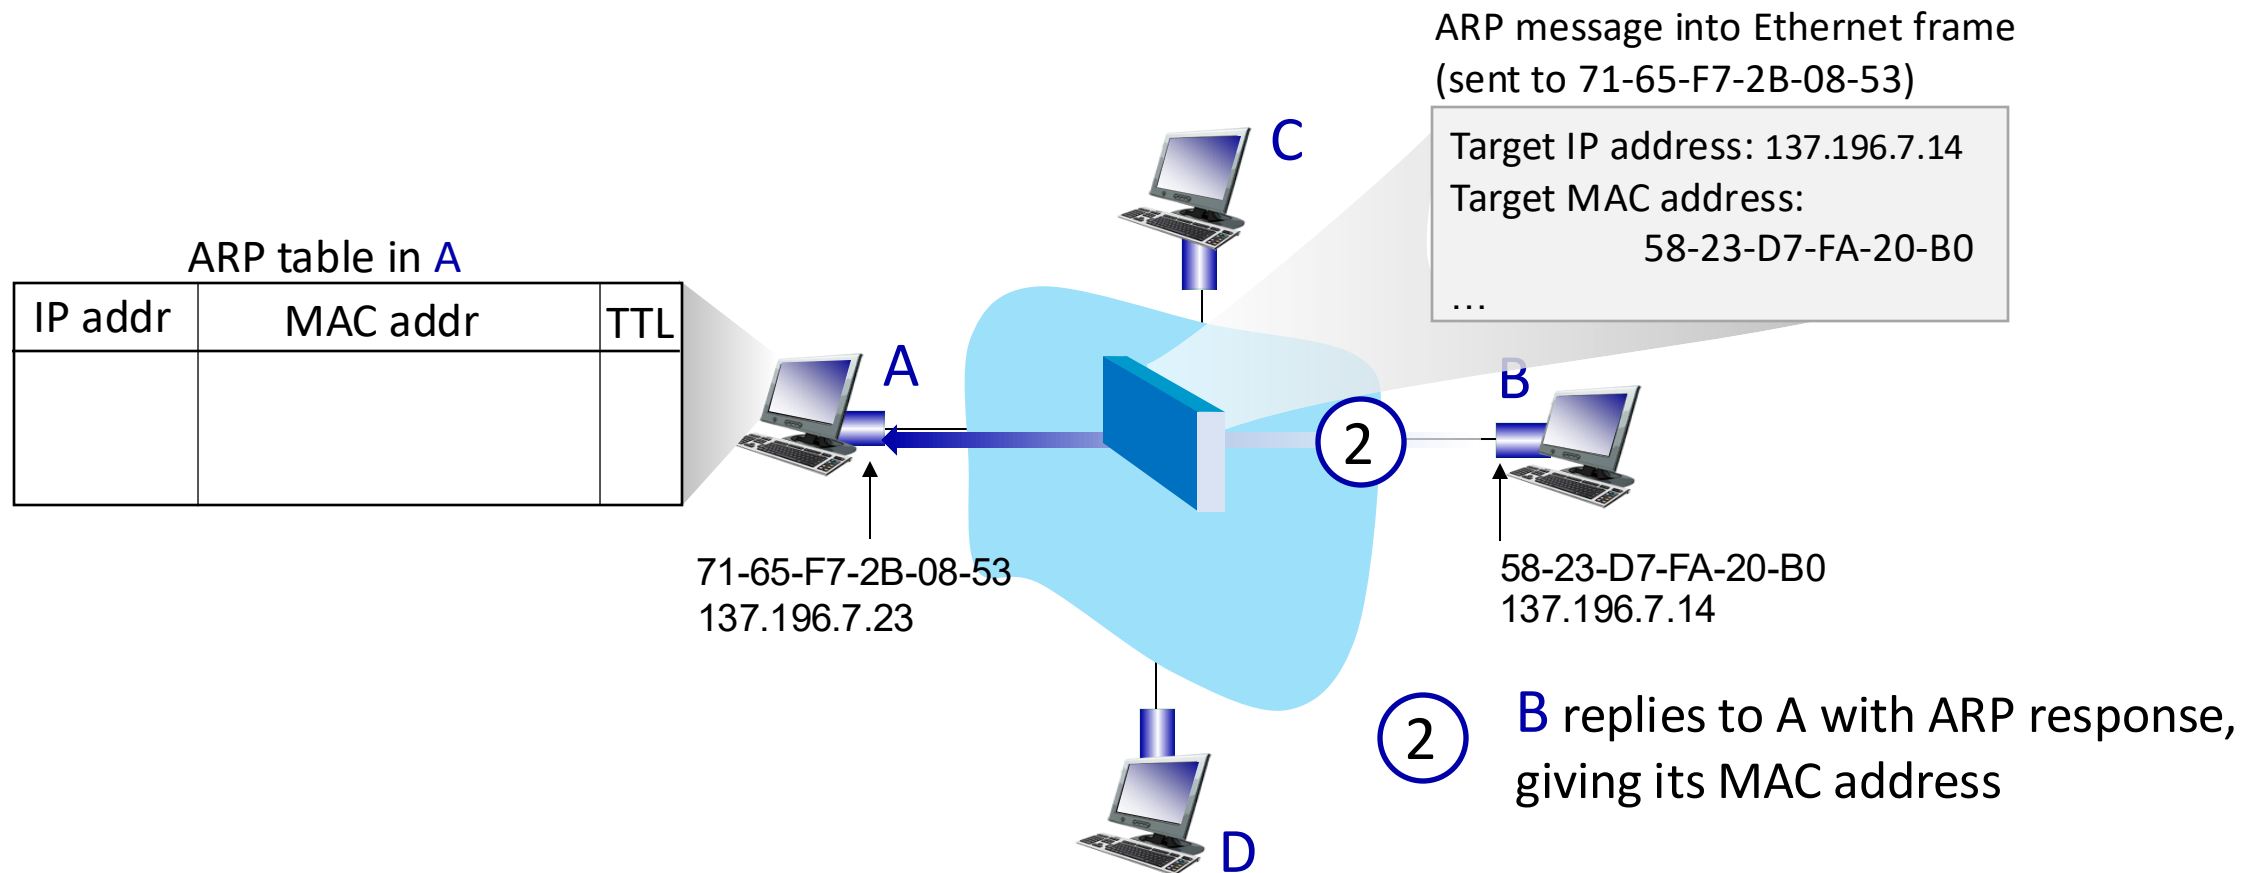 ARP message into Ethernet frame
(sent to 71-65-F7-2B-08-53)
Target IP address: 137.196.7.14
Target MAC address:
58-23-D7-FA-20-B0
...
C
ARP table in A
IP addr MAC addr TTL
A
B
2
71-65-F7-2B-08-53
137.196.7.23
58-23-D7-FA-20-B0
137.196.7.14
2
B replies to A with ARP response,
giving its MAC address
D